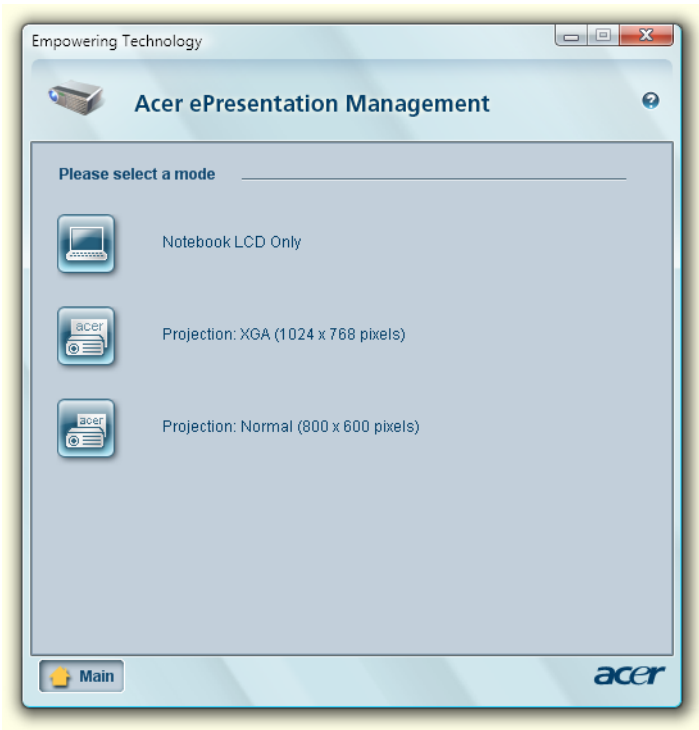 Empowering Technology
Acer ePresentation Management
Please select a mode
Notebook LCD Only
acer
Projection: XGA (1024 x 768 pixels)
acer
Projection: Normal (800 x 600 pixels)
Main
acer